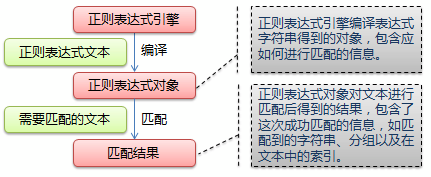 正则表达式引擎
正则表达式文本
编译
正则表达式对象
需要匹配的文本
匹配
匹配结果
正则表达式引擎编译表达式
字符串得到的对象，包含应
如何进行匹配的信息。
正则表达式对象对文本进行
匹配后得到的结果，包含了
这次成功匹配的信息，如匹
配到的字符串、分组以及在
文本中的索引。